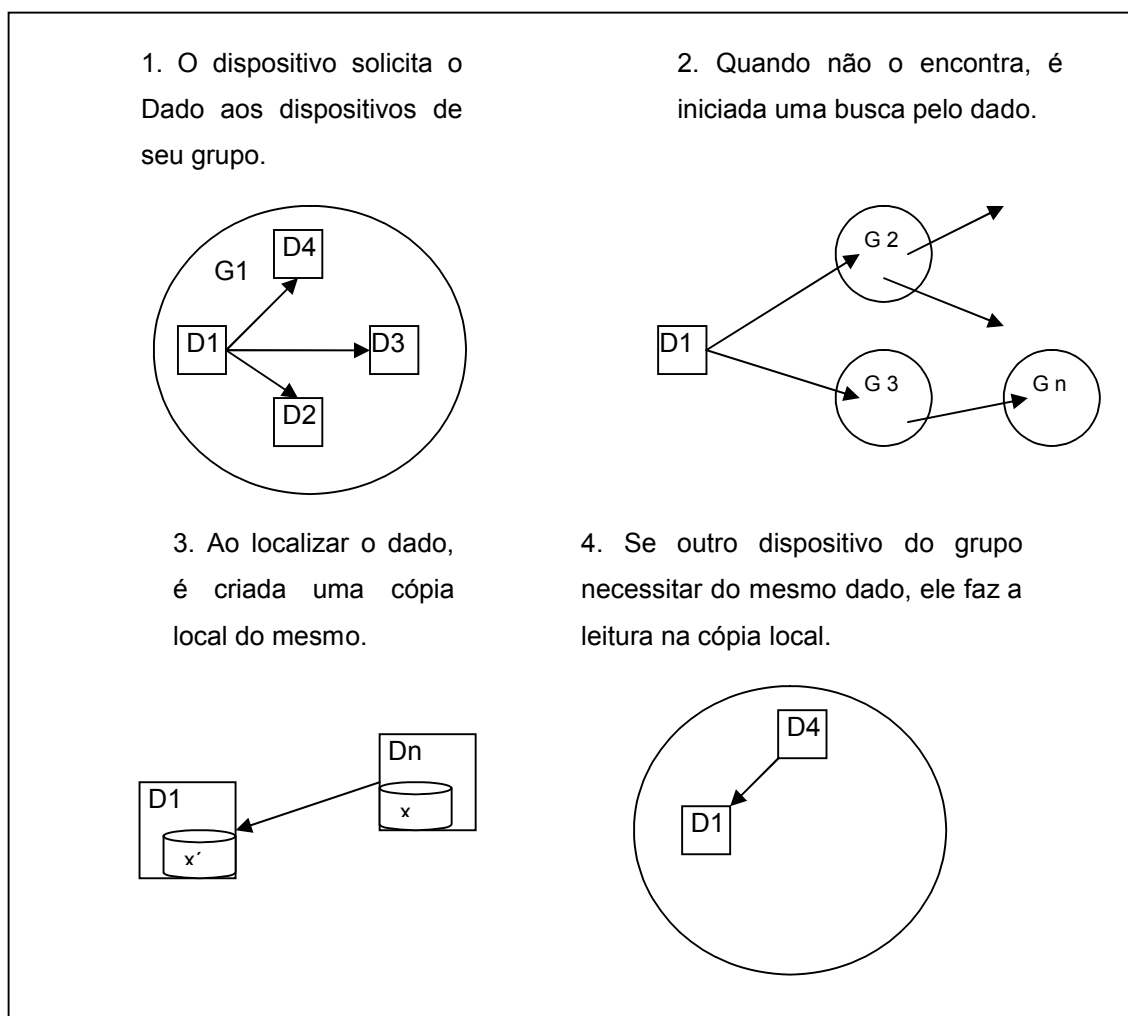 1. O dispositivo solicita o
Dado aos dispositivos de
seu grupo.
2. Quando não o encontra, é
iniciada uma busca pelo dado.
G1
D4
D1
D3
D2
D1
G 2
G 3
G n
3. Ao localizar o dado,
é criada uma cópia
local do mesmo.
4. Se outro dispositivo do grupo
necessitar do mesmo dado, ele faz a
leitura na cópia local.
Dn
x
D1
x´
D4
D1